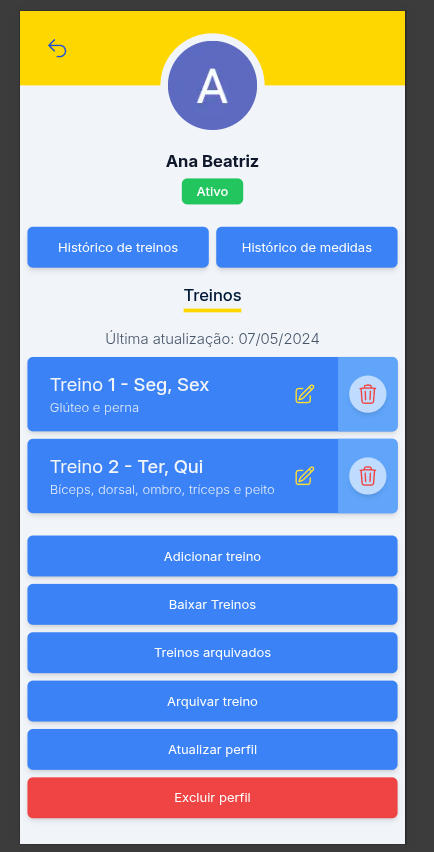 A
Ana Beatriz
Ativo
Histórico de treinos
Histórico de medidas
Treinos
Última atualização: 07/05/2024
Treino 1 - Seg, Sex
Glúteo e perna
Treino 2 - Ter, Qui
Bíceps, dorsal, ombro, tríceps e peito
Adicionar treino
Baixar Treinos
Treinos arquivados
Arquivar treino
Atualizar perfil
Excluir perfil